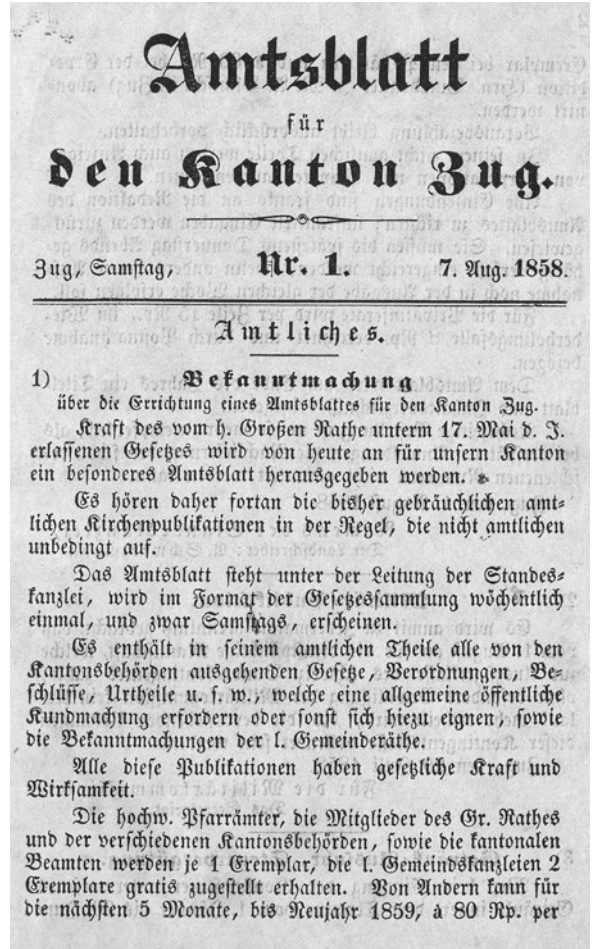 Amtsblatt
für
den Kanton Zug.
Zug, Samstag, Nr. 1. 7. Aug. 1858.
Amtliches.
1) Bekanntmachung
über die Errichtung eines Amtsblattes für den Kanton Zug.
Kraft des vom h. Großen Rathe unterm 17. Mai d. J.
erlassenen Gesetzes wird von heute an für unsern Kanton
ein besonderes Amtsblatt herausgegeben werden.
Es hören daher fortan die bisher gebräuchlichen amt-
lichen Kirchenpublikationen in der Regel, die nicht amtlichen
unbedingt auf.
Das Amtsblatt steht unter der Leitung der Standes-
kanzlei, wird im Format der Gesetzessammlung wöchentlich
einmal, und zwar Samstags, erscheinen.
Es enthält in seinem amtlichen Theile alle von den
Kantonsbehörden ausgehenden Gesetze, Verordnungen, Be-
schlüsse, Urtheile u. s. w., welche eine allgemeine öffentliche
Kundmachung erfordern oder sonst sich hiezu eignen, sowie
die Bekanntmachungen der l. Gemeinderäthe.
Alle diese Publikationen haben gesetzliche Kraft und
Wirksamkeit.
Die hochw. Pfarrämter, die Mitglieder des Gr. Rathes
und der verschiedenen Kantonsbehörden, sowie die kantonalen
Beamten werden je 1 Exemplar, die l. Gemeindskanzleien 2
Exemplare gratis zugestellt erhalten. Von Andern kann für
die nächsten 5 Monate, bis Neujahr 1859, à 80 Rp. per